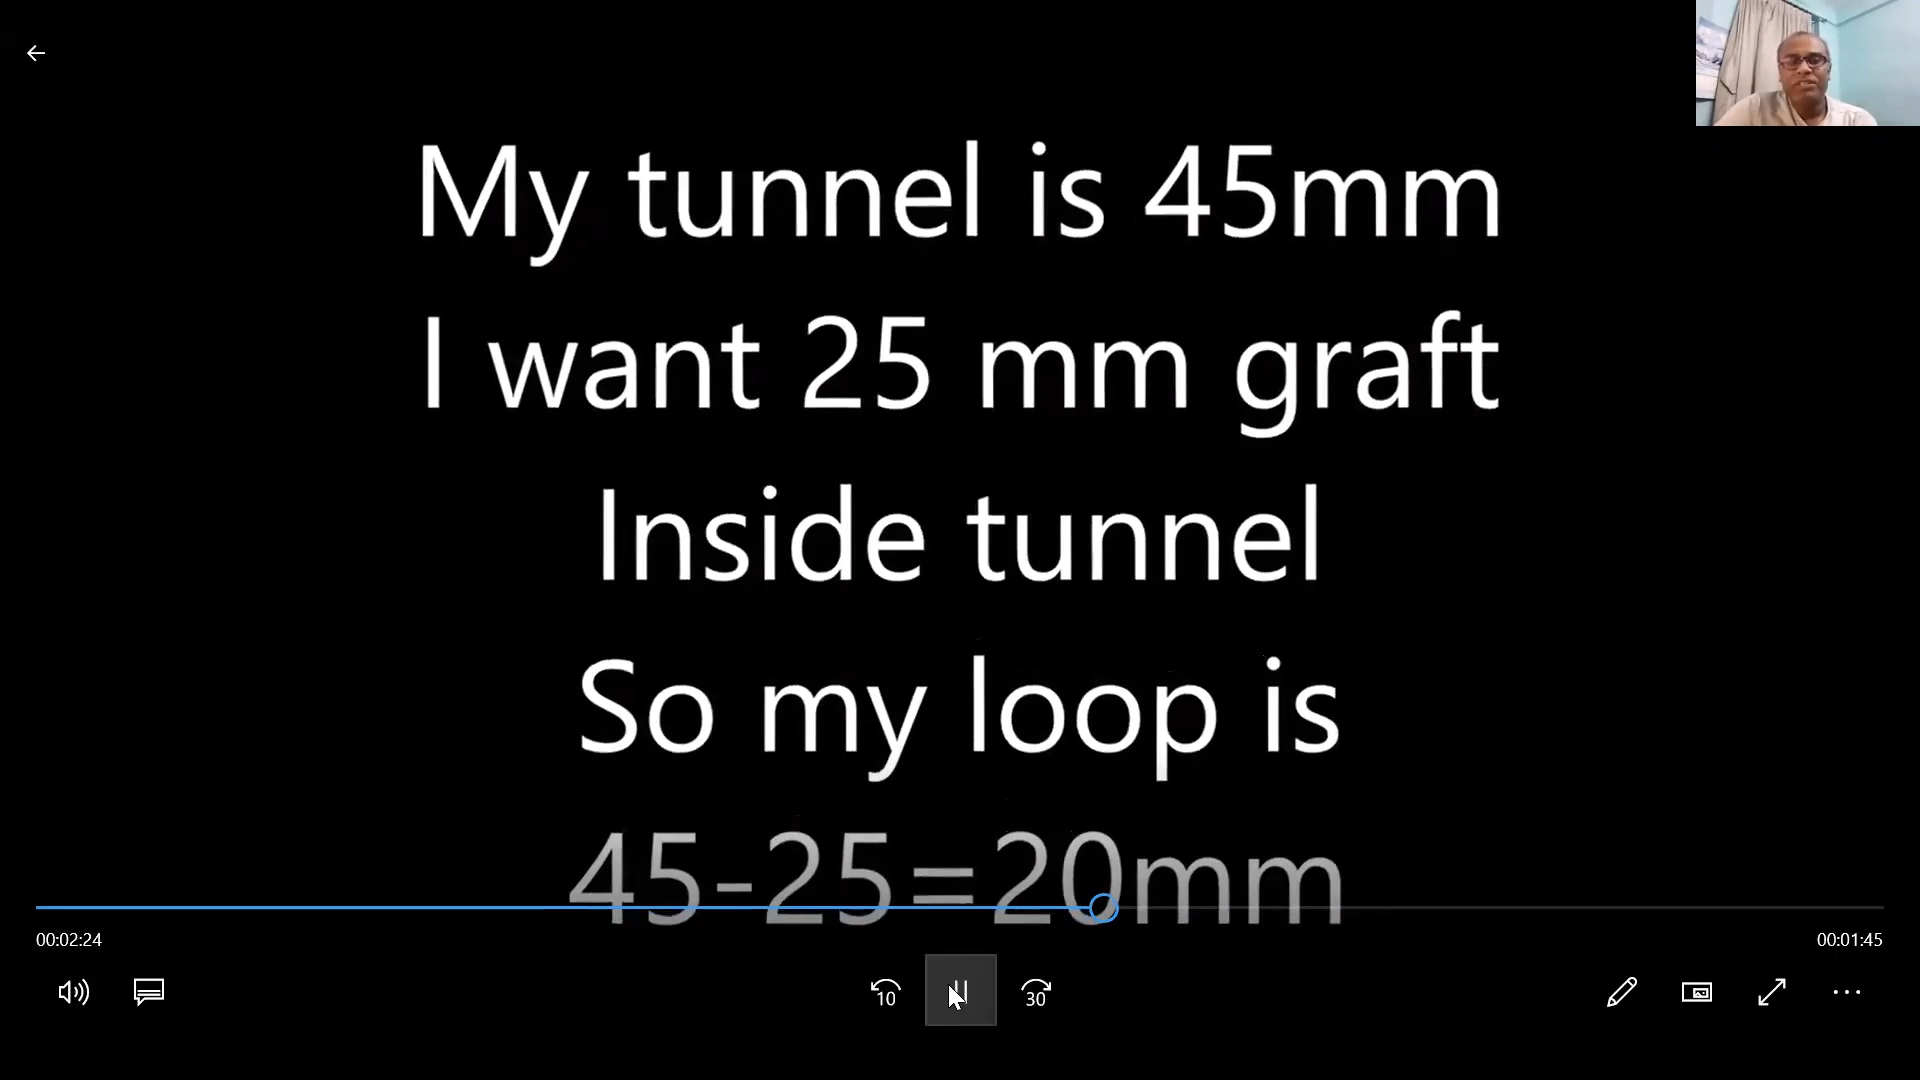 My tunnel is 45mm
I want 25 mm graft
Inside tunnel
So my loop is
45-25=20mm
00:02:24
00:01:45
10
30